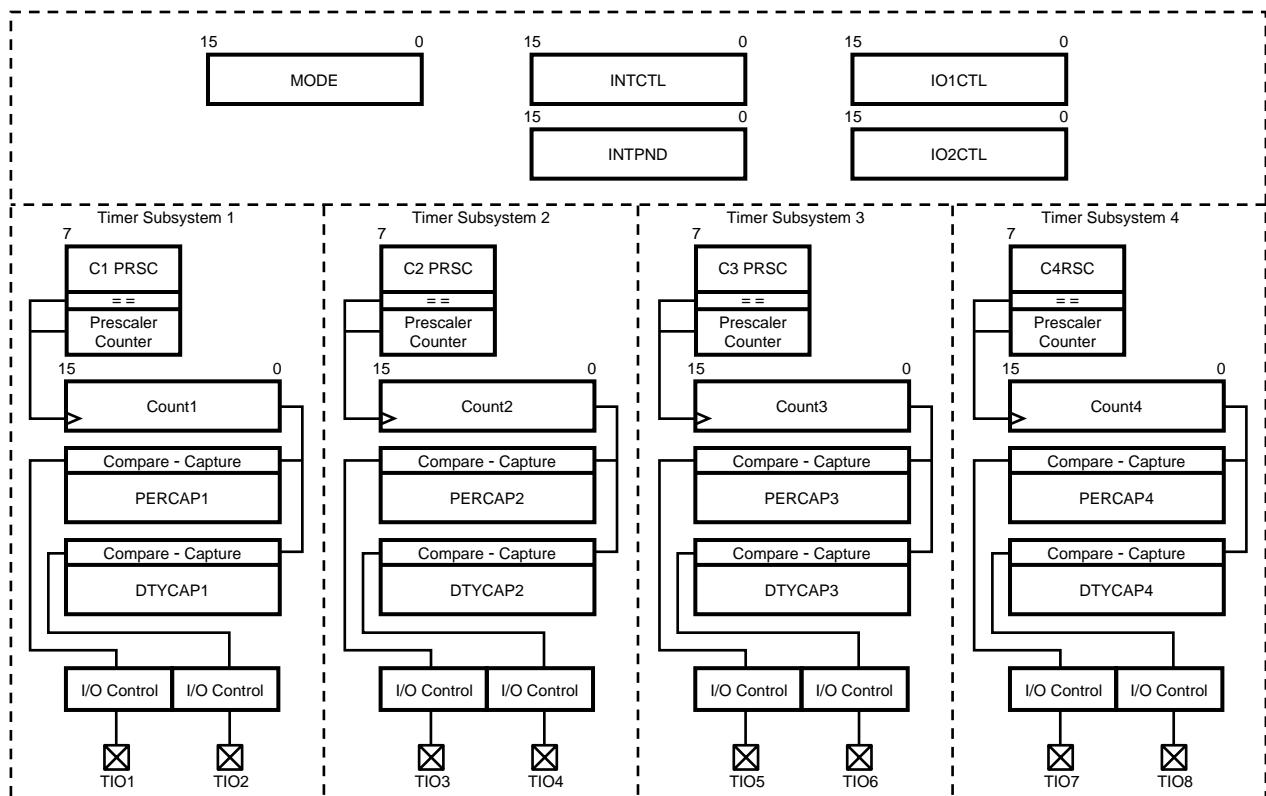 15 0 15 0 15 0
MODE INTCTL IO1CTL
15 0 15 0
INTPND IO2CTL
Timer Subsystem 1 Timer Subsystem 2 Timer Subsystem 3 Timer Subsystem 4
7 7 7 7
C1 PRSC C2 PRSC C3 PRSC C4RSC
= = = = = = = =
Prescaler Prescaler Prescaler Prescaler
Counter Counter Counter Counter
15 0 15 0 15 0 15 0
Count1 Count2 Count3 Count4
Compare - Capture Compare - Capture Compare - Capture Compare - Capture
PERCAP1 PERCAP2 PERCAP3 PERCAP4
Compare - Capture Compare - Capture Compare - Capture Compare - Capture
DTYCAP1 DTYCAP2 DTYCAP3 DTYCAP4
I/O Control I/O Control I/O Control I/O Control I/O Control I/O Control I/O Control I/O Control
TIO1 TIO2 TIO3 TIO4 TIO5 TIO6 TIO7 TIO8